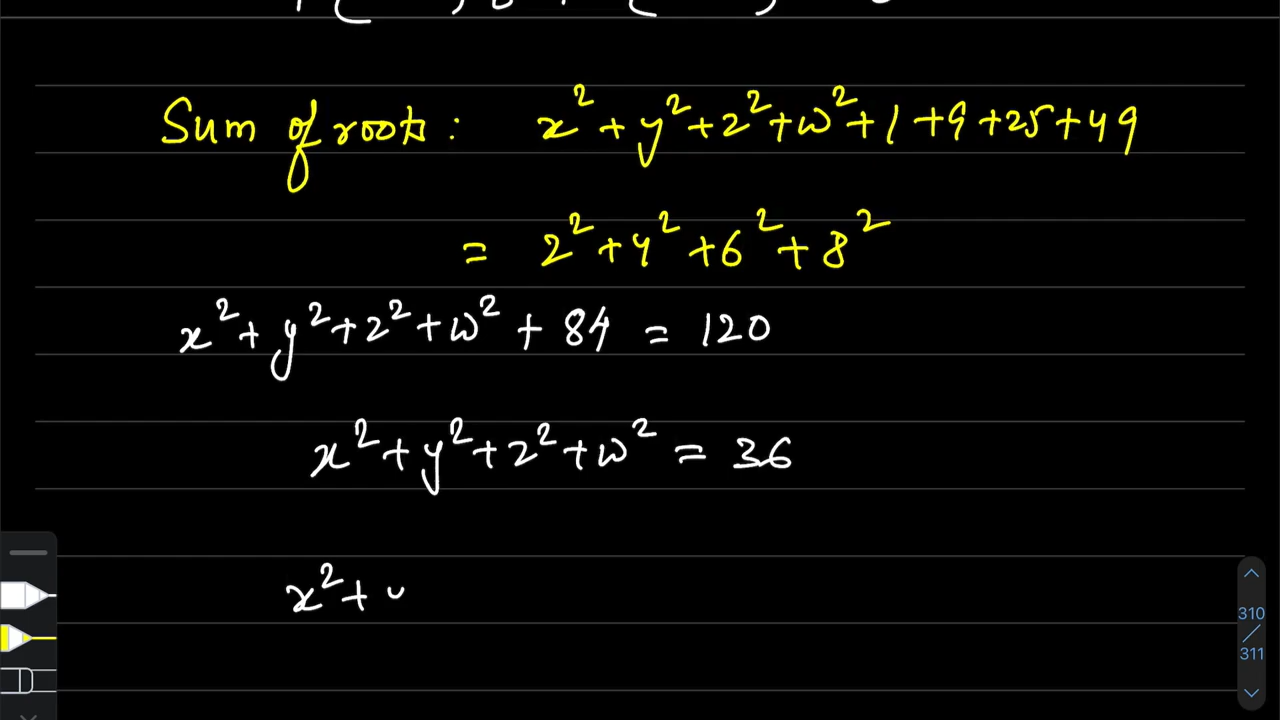 Sum of roots: x² + y² + z² + w² + 1 + 9 + 25 + 49
= 2² + 4² + 6² + 8²
x² + y² + z² + w² + 84 = 120
x² + y² + z² + w² = 36
x² +
310
/
311